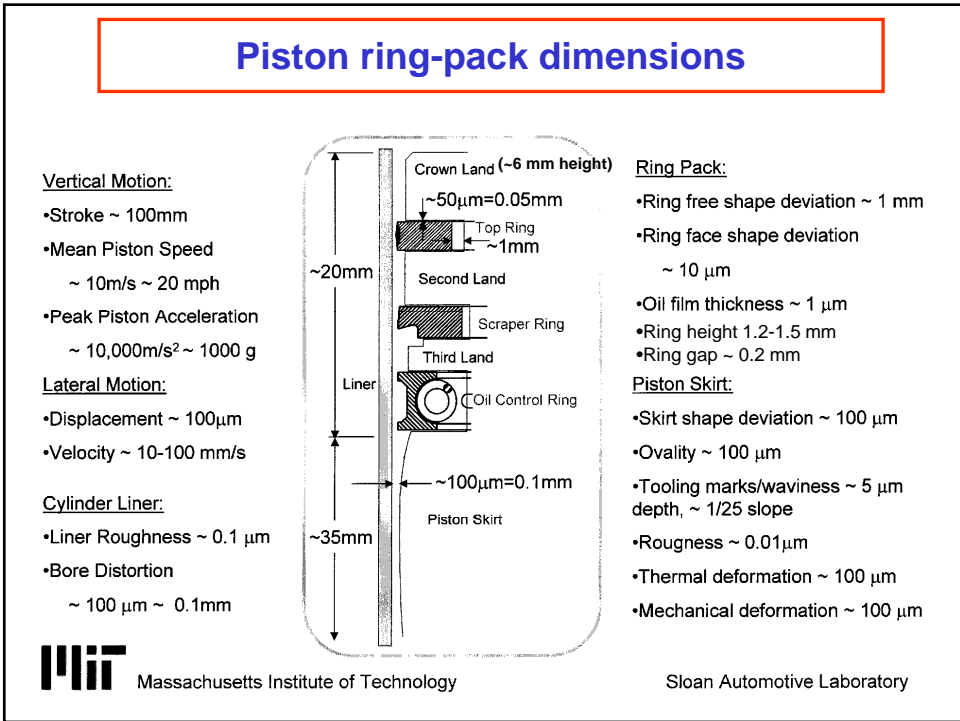 Piston ring-pack dimensions
Vertical Motion:
•Stroke ~ 100mm
•Mean Piston Speed
~ 10m/s ~ 20 mph
•Peak Piston Acceleration
~ 10,000m/s² ~ 1000 g
Lateral Motion:
•Displacement ~ 100μm
•Velocity ~ 10-100 mm/s
Cylinder Liner:
•Liner Roughness ~ 0.1 μm
•Bore Distortion
~ 100 μm ~ 0.1mm
Crown Land (~6 mm height)
~50μm=0.05mm
Top Ring
~1mm
~20mm
Second Land
Scraper Ring
Third Land
Liner
Oil Control Ring
~100μm=0.1mm
Piston Skirt
~35mm
Ring Pack:
•Ring free shape deviation ~ 1 mm
•Ring face shape deviation
~ 10 μm
•Oil film thickness ~ 1 μm
•Ring height 1.2-1.5 mm
•Ring gap ~ 0.2 mm
Piston Skirt:
•Skirt shape deviation ~ 100 μm
•Ovality ~ 100 μm
•Tooling marks/waviness ~ 5 μm
depth, ~ 1/25 slope
•Rougness ~ 0.01μm
•Thermal deformation ~ 100 μm
•Mechanical deformation ~ 100 μm
MIT Massachusetts Institute of Technology
Sloan Automotive Laboratory